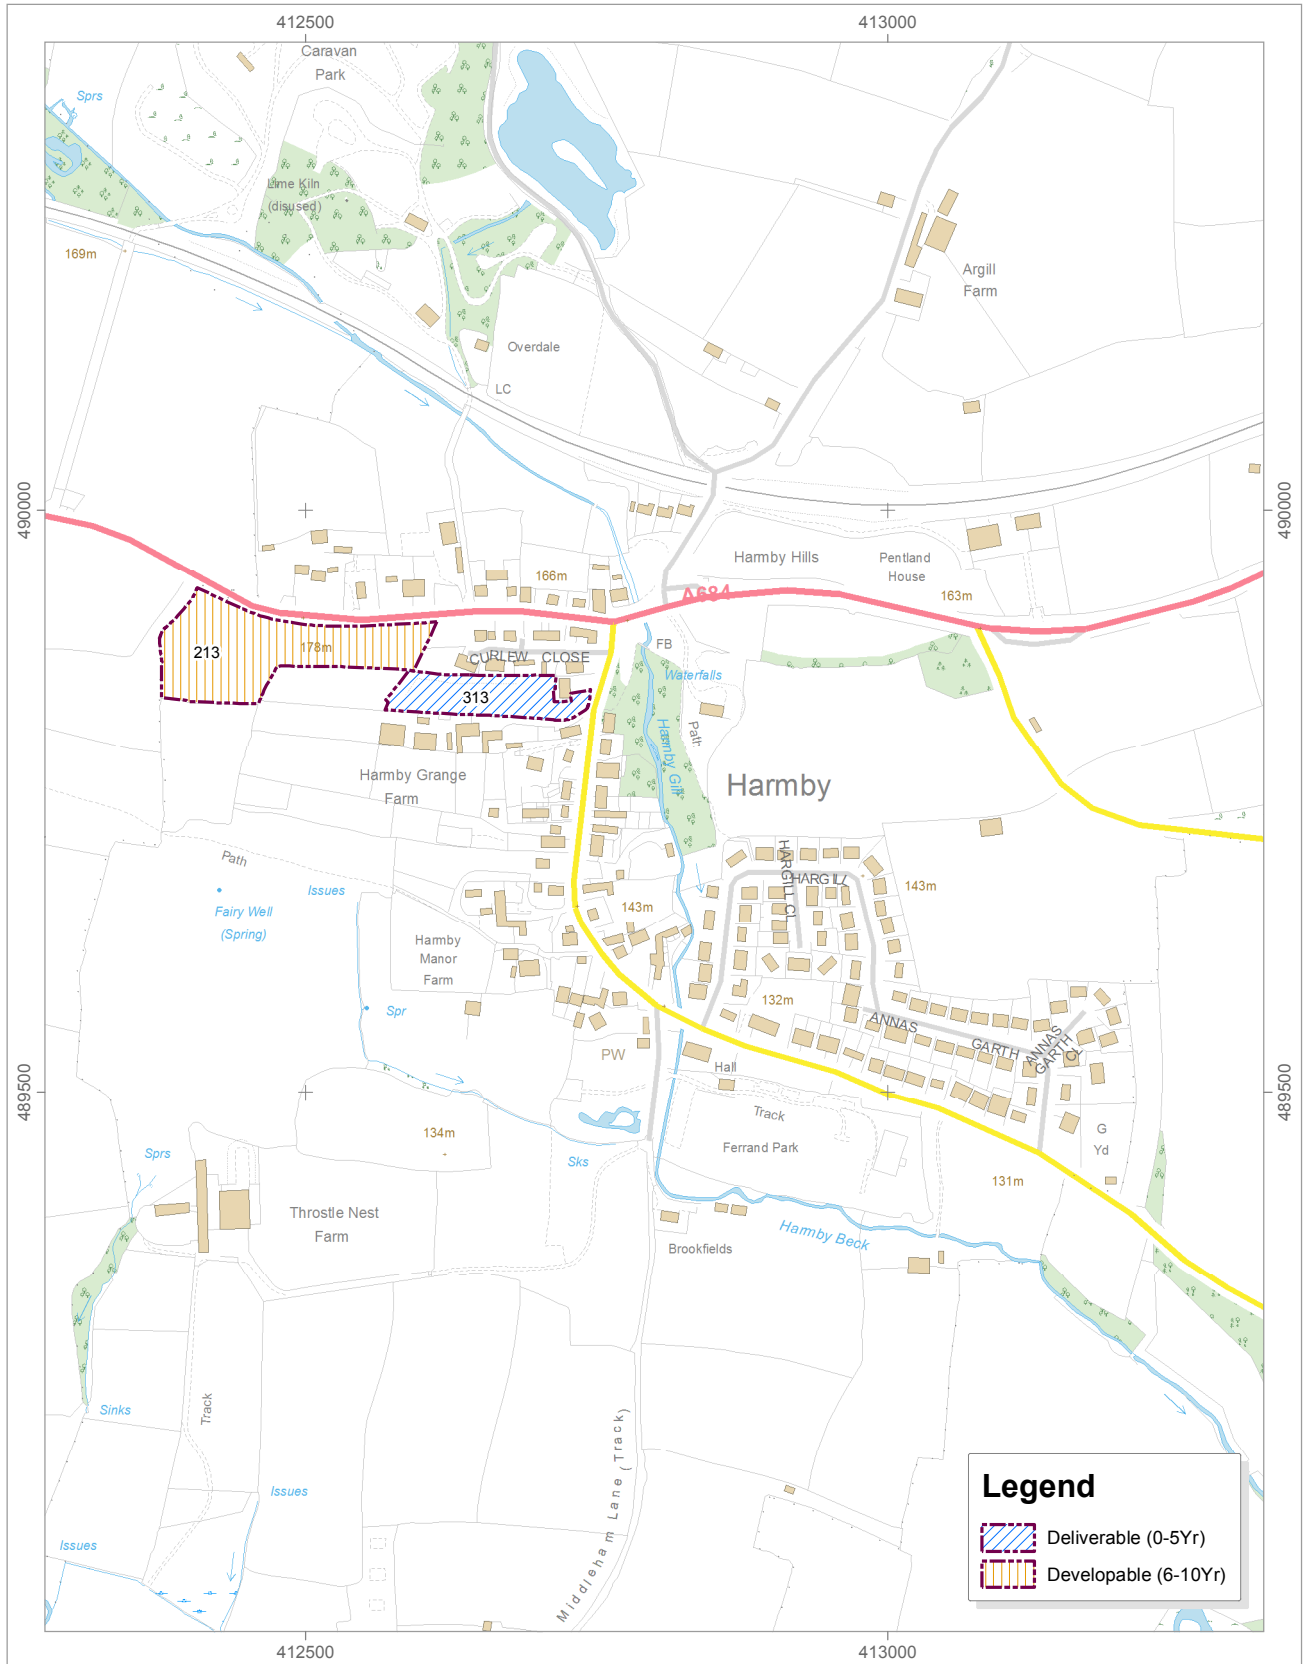 412500
413000
Caravan
Park
Sprs
Lime Kiln
(disused)
169m
Argill
Farm
Overdale
LC
490000
490000
Harmby Hills
Pentland
House
166m
A684
163m
213
178m
CURLEW CLOSE
FB
Waterfalls
313
Path
Harmby Gill
Harmby Grange
Farm
Harmby
Path
Issues
HARGILL CL
HARGILL
143m
143m
Fairy Well
(Spring)
Harmby
Manor
Farm
Spr
132m
ANNAS
GARTH
ANNAS
GARTH
CL
PW
Hall
489500
489500
Track
Ferrand Park
G
Yd
134m
Sks
Sprs
131m
Throstle Nest
Farm
Harmby Beck
Brookfields
Track
Sinks
Middleham Lane (Track)
Issues
Issues
Legend
Deliverable (0-5Yr)
Developable (6-10Yr)
412500
413000